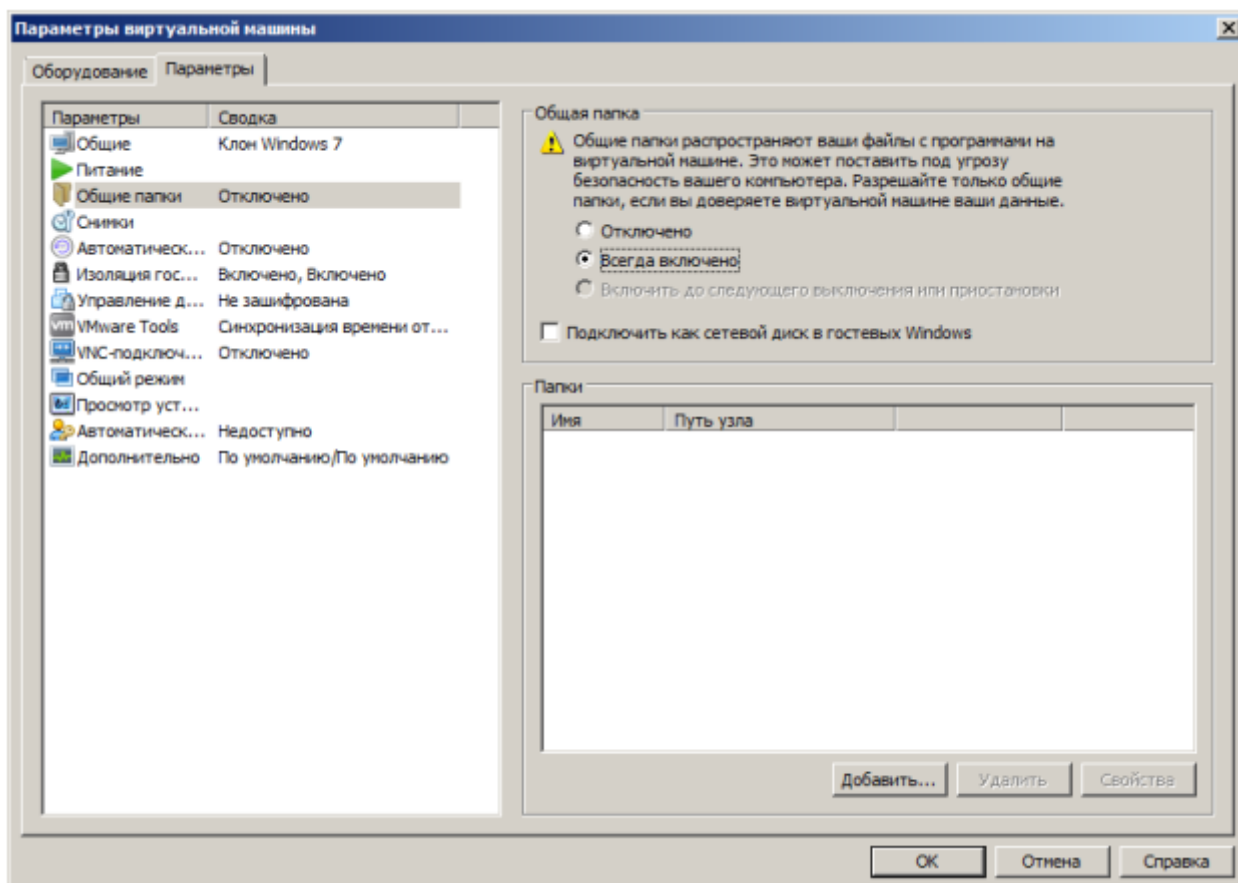 Параметры виртуальной машины
Оборудование Параметры
Параметры Сводка
Общие Клон Windows 7
Питание
Общие папки Отключено
Снимки
Автоматическ... Отключено
Изоляция гос... Включено, Включено
Управление д... Не зашифрована
VMware Tools Синхронизация времени от...
VNC-подключ... Отключено
Общий режим
Просмотр уст...
Автоматическ... Недоступно
Дополнительно По умолчанию/По умолчанию
Общая папка
Общие папки распространяют ваши файлы с программами на
виртуальной машине. Это может поставить под угрозу
безопасность вашего компьютера. Разрешайте только общие
папки, если вы доверяете виртуальной машине ваши данные.
Отключено
Всегда включено
Включить до следующего выключения или приостановки
Подключить как сетевой диск в гостевых Windows
Папки
Имя Путь узла
Добавить... Удалить Свойства
OK Отмена Справка